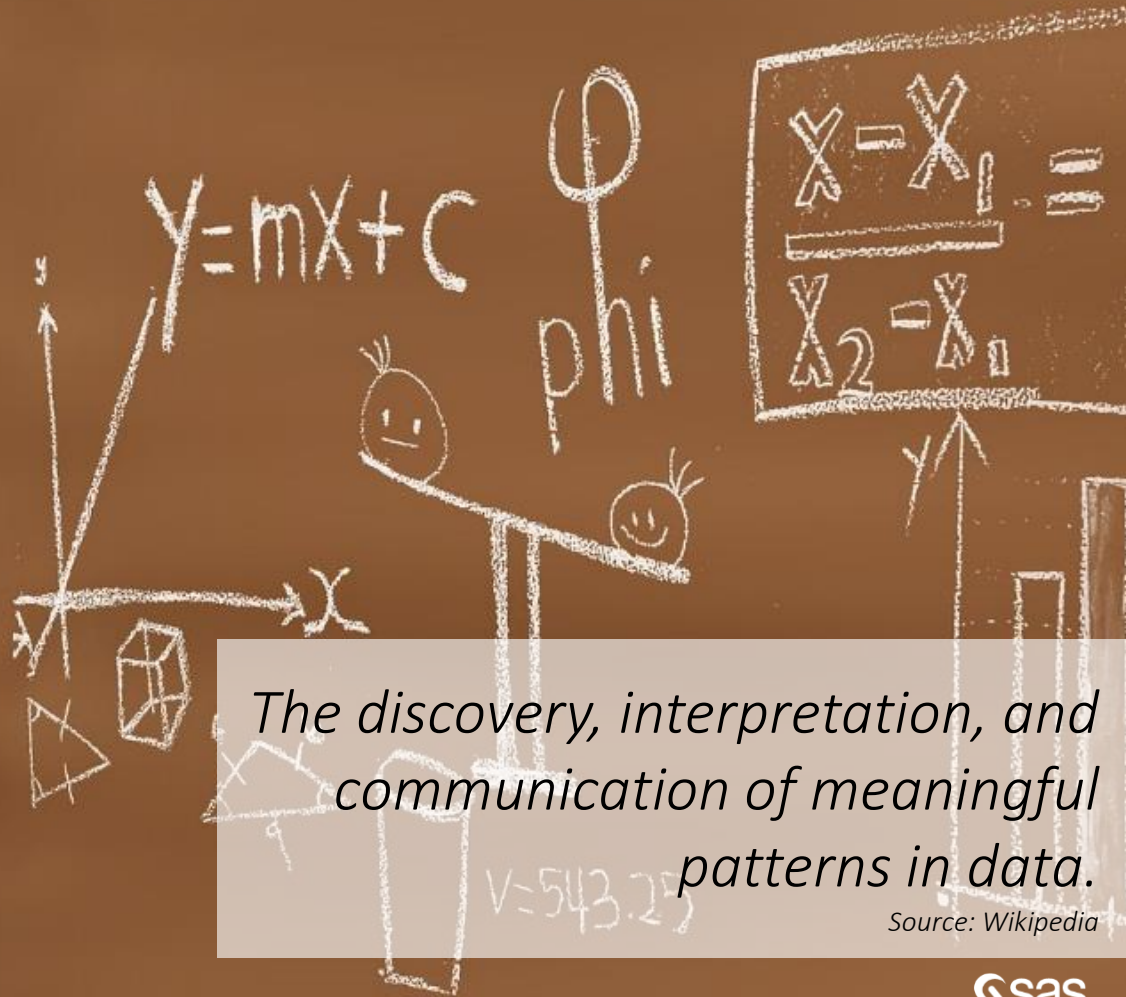 y=mx+c
φ
phi
x-x₁ =
x₂-x₁
y
x
y
The discovery, interpretation, and
communication of meaningful
patterns in data.
V=543.25
Source: Wikipedia
sas